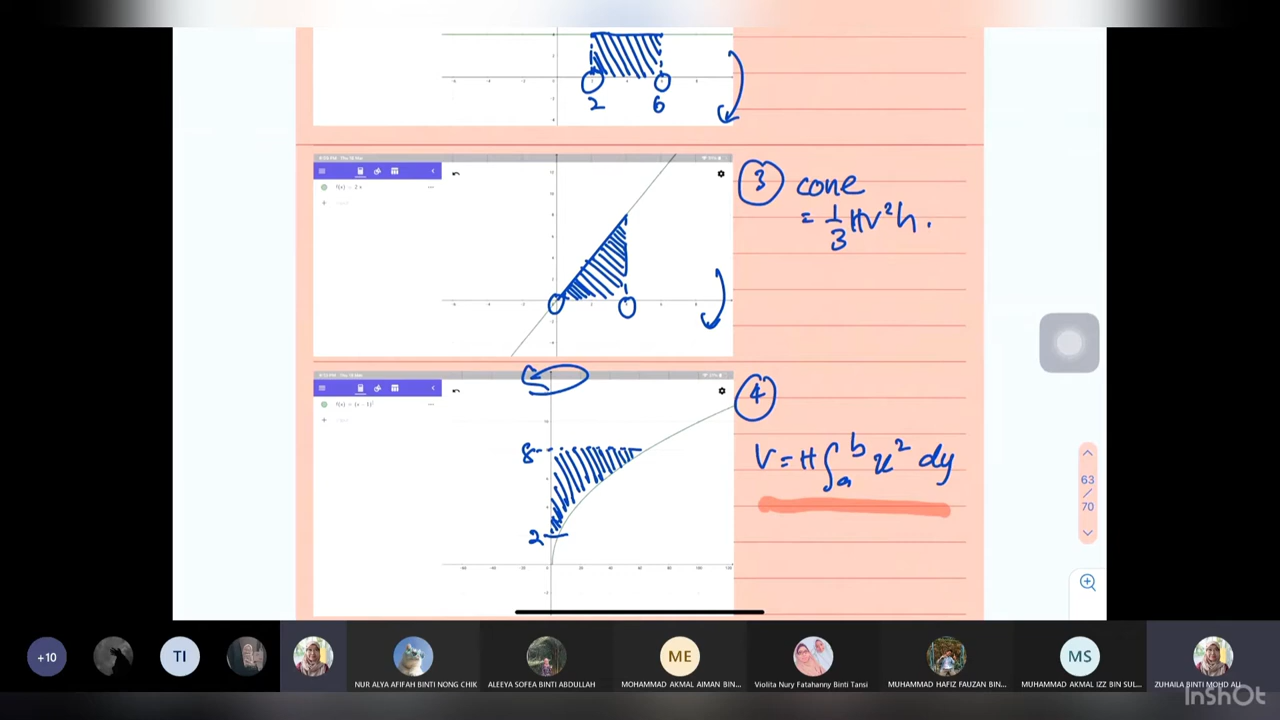 2 6
f(x) = 2x
3 cone
= 1/3 πr²h.
4
8
2
V = π∫ₐᵇ x² dy
63
/
70
+10
TI
ME
MS
NUR ALYA AFIFAH BINTI NONG CHIK
ALEEYA SOFEA BINTI ABDULLAH
MOHAMMAD AKMAL AIMAN BIN...
Violita Nury Fatahanny Binti Tansi
MUHAMMAD HAFIZ FAUZAN BIN...
MUHAMMAD AKMAL IZZ BIN SUL...
ZUHAILA BINTI MOHD ALI
InShOt